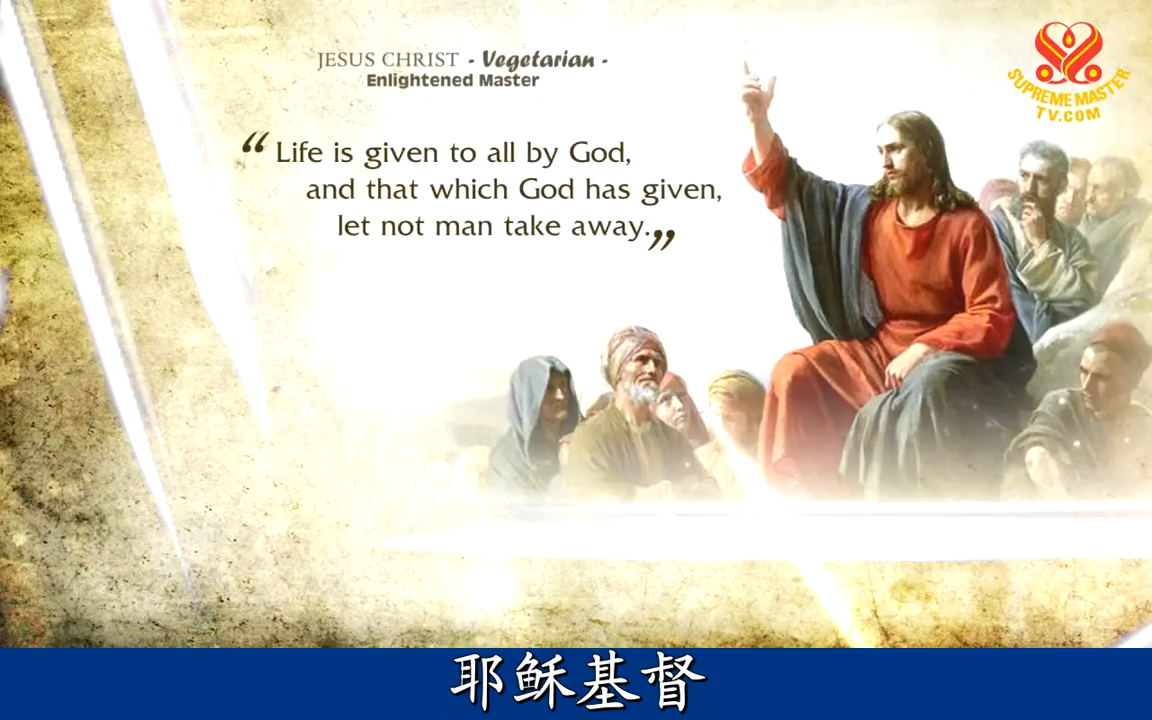 JESUS CHRIST - Vegetarian -
Enlightened Master
“Life is given to all by God,
and that which God has given,
let not man take away.”
SUPREME MASTER
TV.COM
耶稣基督